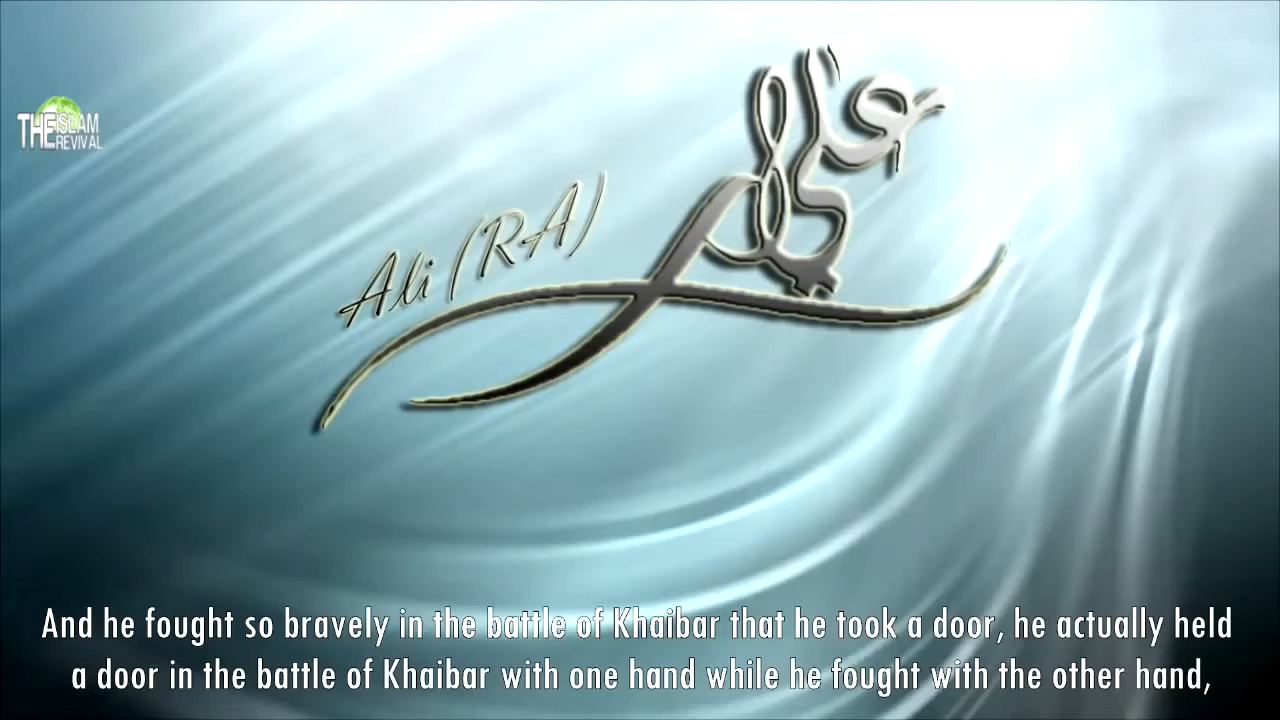 THE ISLAM
REVIVAL
علي
Ali (RA)
And he fought so bravely in the battle of Khaibar that he took a door, he actually held
a door in the battle of Khaibar with one hand while he fought with the other hand,